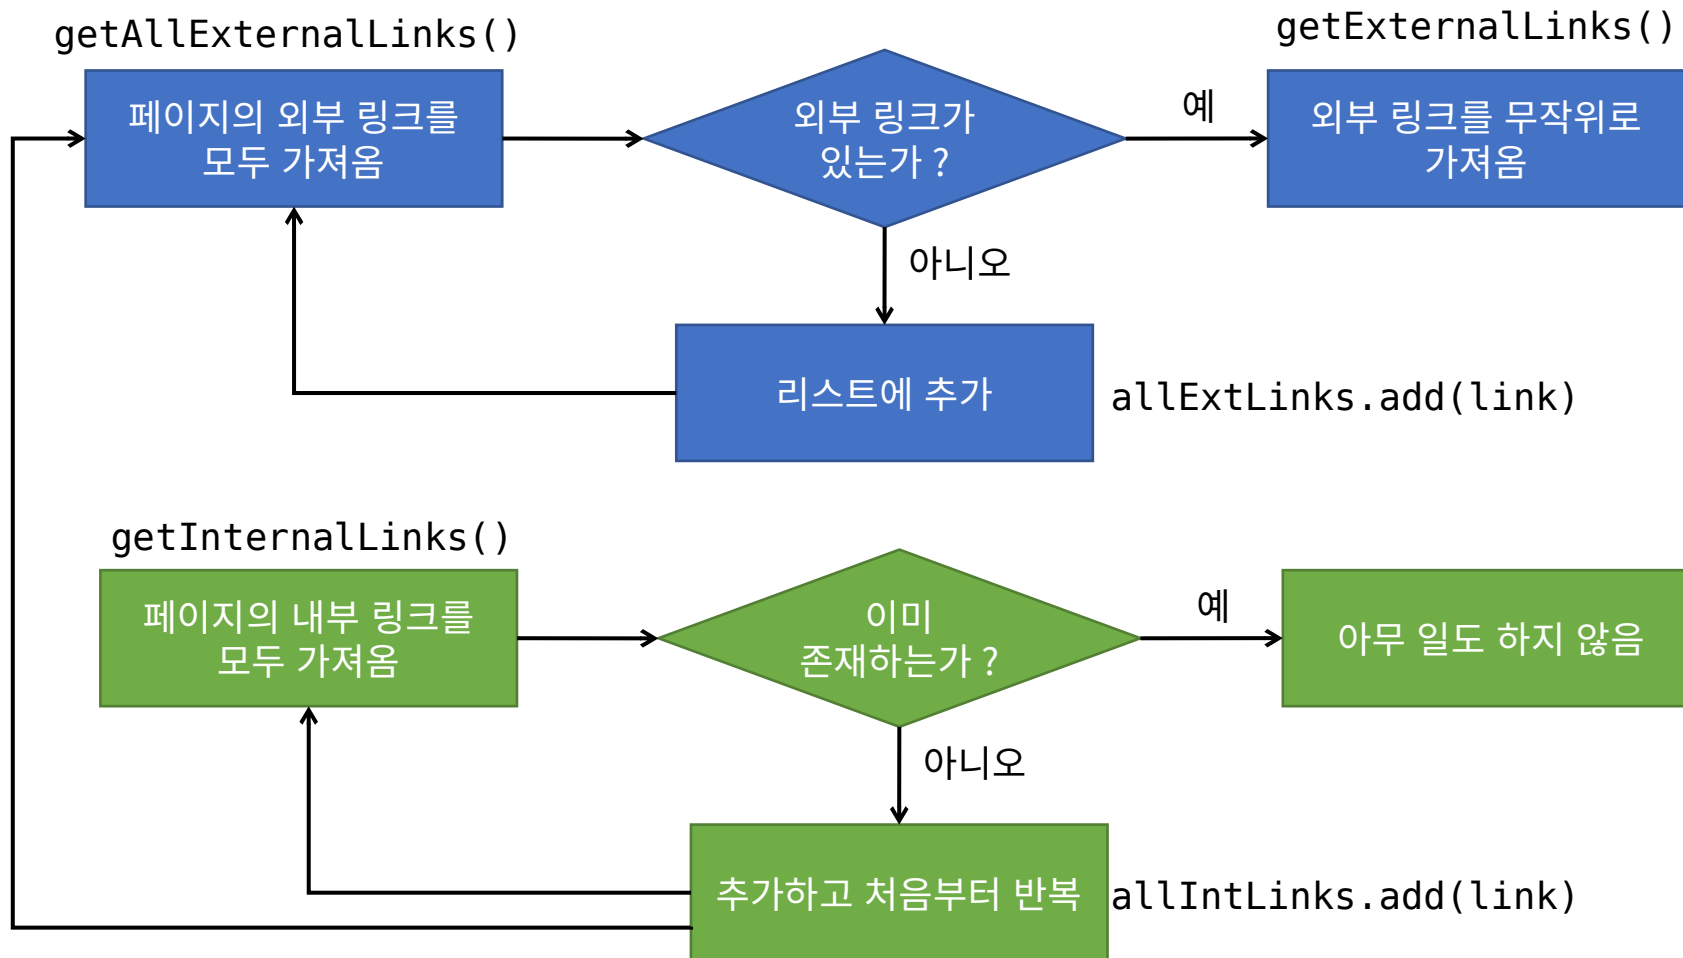 getAllExternalLinks()
getExternalLinks()
페이지의 외부 링크를
모두 가져옴
외부 링크가
있는가 ?
예
외부 링크를 무작위로
가져옴
아니오
리스트에 추가
allExtLinks.add(link)
getInternalLinks()
페이지의 내부 링크를
모두 가져옴
이미
존재하는가 ?
예
아무 일도 하지 않음
아니오
추가하고 처음부터 반복
allIntLinks.add(link)